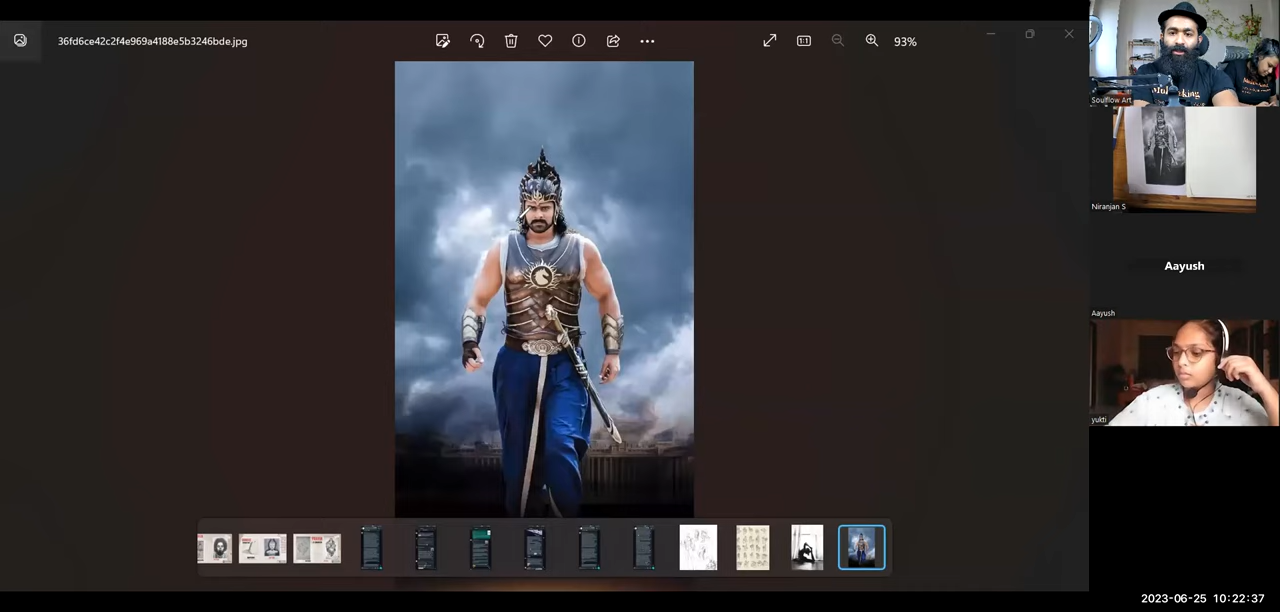 36fd6ce42c2f4e969a4188e5b3246bde.jpg
93%
Soulflow Art
Niranjan S
Aayush
Aayush
yukti
2023-06-25 10:22:37